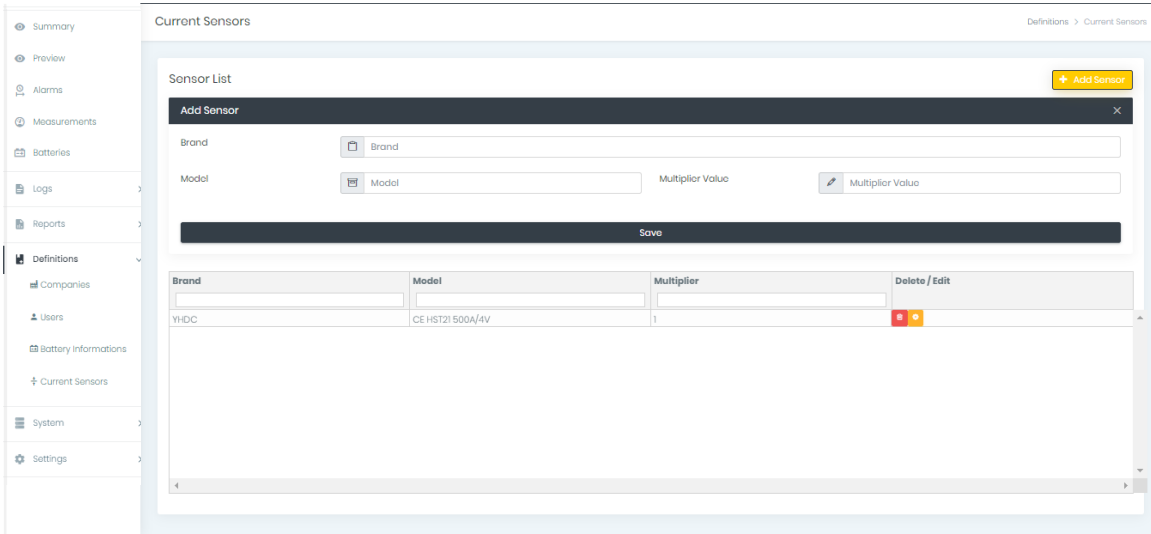 Summary
Preview
Alarms
Measurements
Batteries
Logs
Reports
Definitions
Companies
Users
Battery Informations
Current Sensors
System
Settings
Current Sensors
Definitions > Current Sensors
Sensor List
+ Add Sensor
Add Sensor ×
Brand Brand
Model Model Multiplier Value Multiplier Value
Save
Brand Model Multiplier Delete / Edit
YHDC CE HST21 500A/4V 1